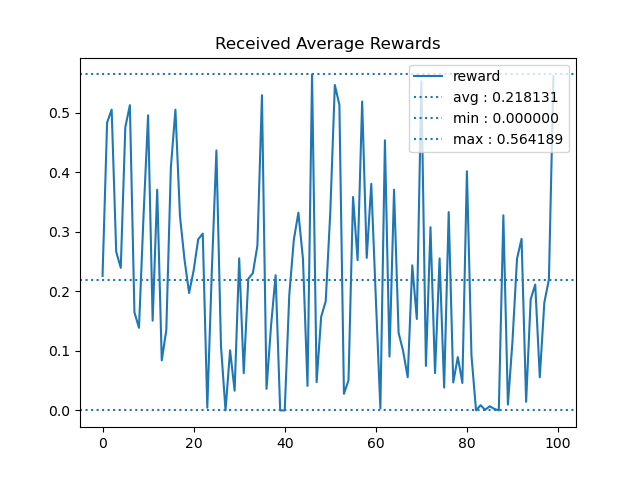 Received Average Rewards
reward
avg : 0.218131
min : 0.000000
max : 0.564189
0.5
0.4
0.3
0.2
0.1
0.0
0 20 40 60 80 100